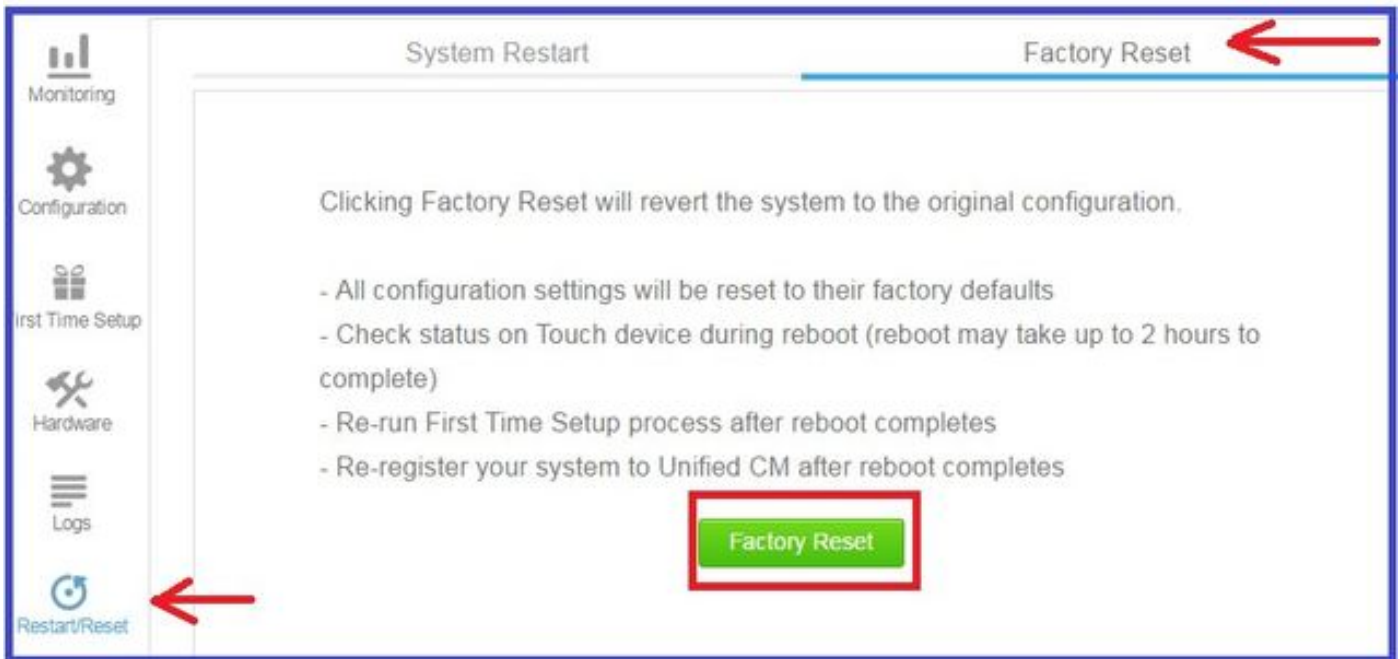 Monitoring
Configuration
irst Time Setup
Hardware
Logs
Restart/Reset
System Restart
Factory Reset
Clicking Factory Reset will revert the system to the original configuration.
- All configuration settings will be reset to their factory defaults
- Check status on Touch device during reboot (reboot may take up to 2 hours to
complete)
- Re-run First Time Setup process after reboot completes
- Re-register your system to Unified CM after reboot completes
Factory Reset